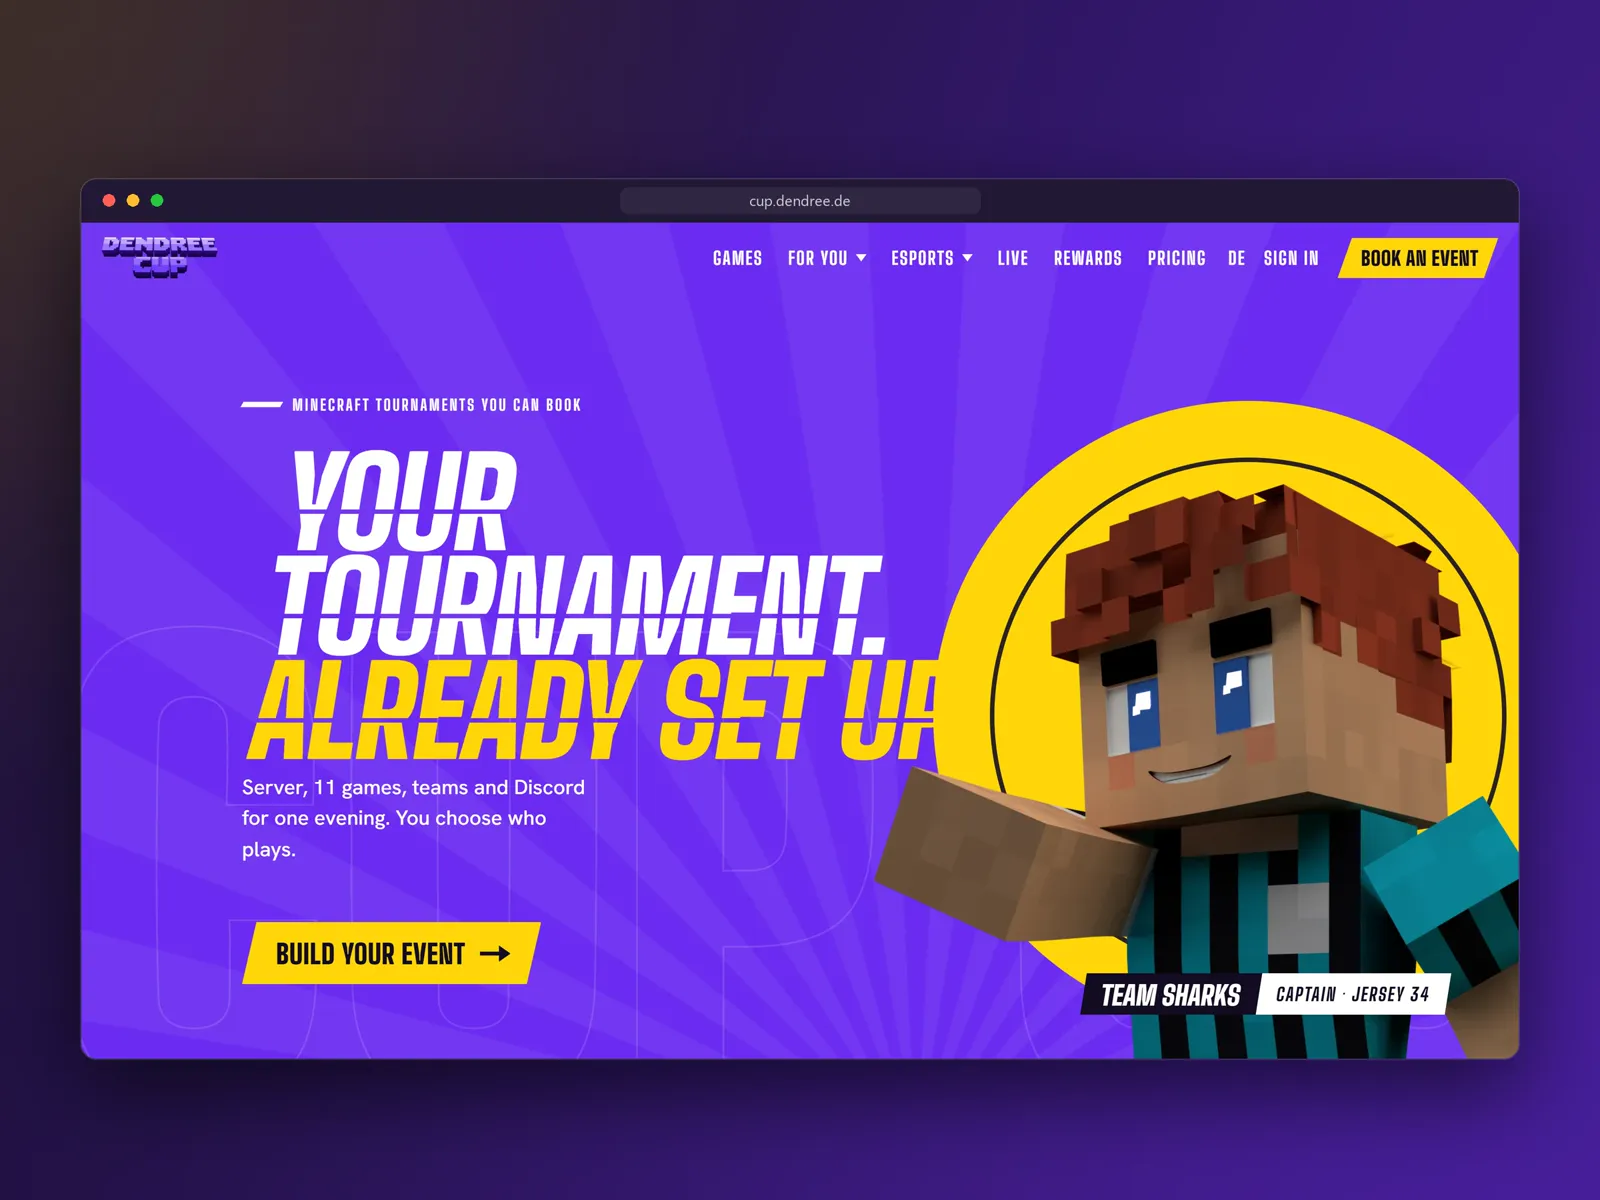 cup.dendree.de
DENDREE
CUP
GAMES FOR YOU ESPORTS LIVE REWARDS PRICING DE SIGN IN BOOK AN EVENT
MINECRAFT TOURNAMENTS YOU CAN BOOK
YOUR
TOURNAMENT.
ALREADY SET UP
Server, 11 games, teams and Discord
for one evening. You choose who
plays.
BUILD YOUR EVENT
TEAM SHARKS CAPTAIN · JERSEY 34
CUP